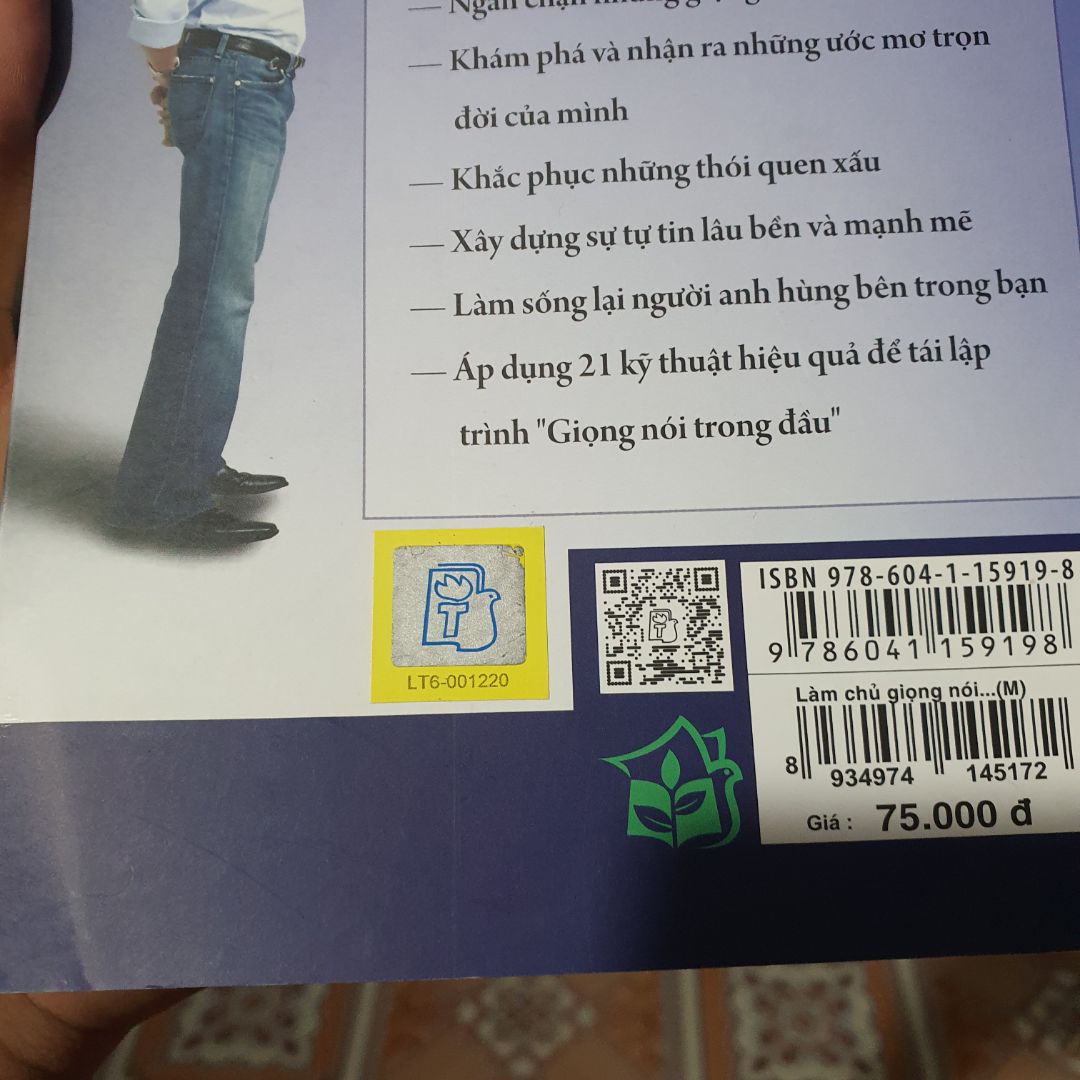 — Khám phá và nhận ra những ước mơ trọn
đời của mình
— Khắc phục những thói quen xấu
— Xây dựng sự tự tin lâu bền và mạnh mẽ
— Làm sống lại người anh hùng bên trong bạn
— Áp dụng 21 kỹ thuật hiệu quả để tái lập
trình "Giọng nói trong đầu"
T
LT6-001220
ISBN 978-604-1-15919-8
9 786041 159198
Làm chủ giọng nói...(M)
8 934974 145172
Giá : 75.000 đ